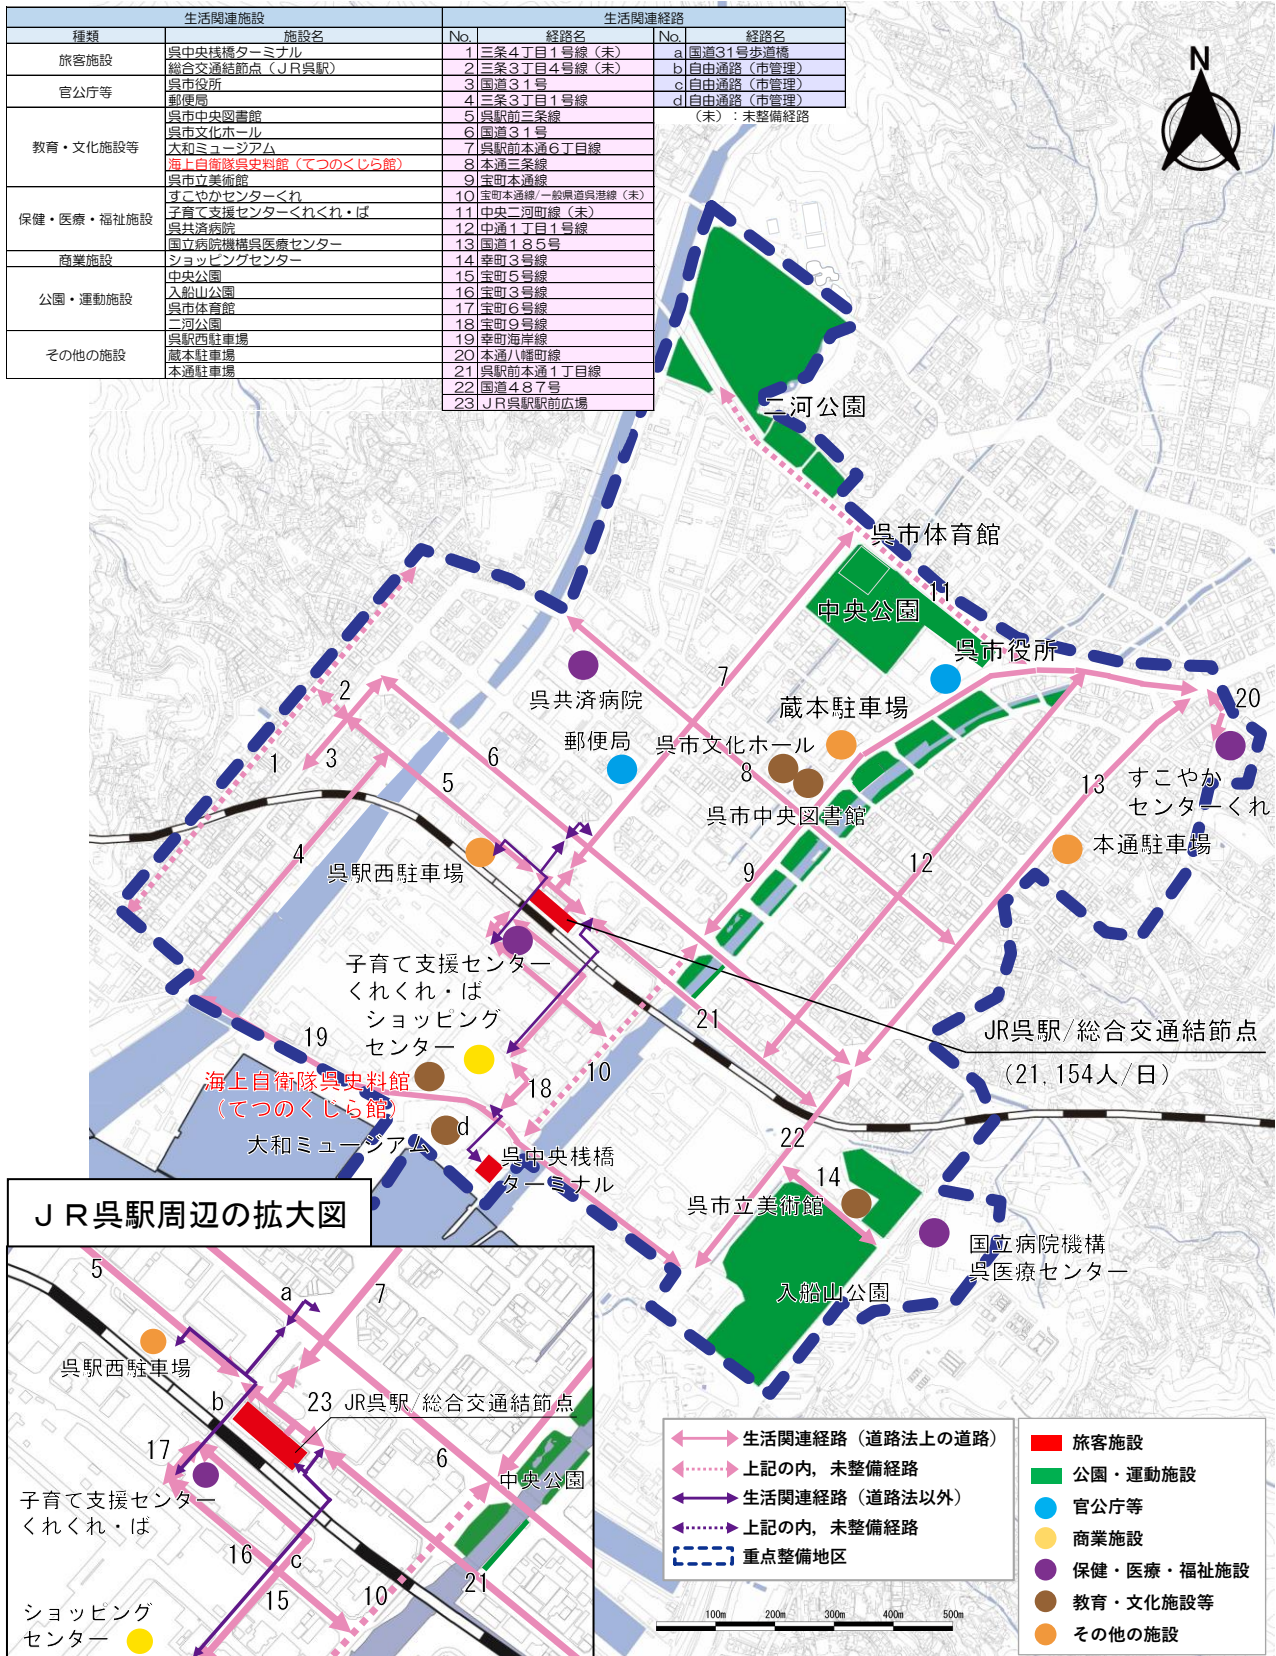 生活関連施設 生活関連経路
種類 施設名 No. 経路名 No. 経路名
旅客施設 呉中央桟橋ターミナル 1 三条4丁目1号線（未） a 国道31号歩道橋
総合交通結節点（ＪＲ呉駅） 2 三条3丁目4号線（未） b 自由通路（市管理）
官公庁等 呉市役所 3 国道31号 c 自由通路（市管理）
郵便局 4 三条3丁目1号線 d 自由通路（市管理）
教育・文化施設等 呉市中央図書館 5 呉駅前三条線 （未）：未整備経路
呉市文化ホール 6 国道31号
大和ミュージアム 7 呉駅前本通6丁目線
海上自衛隊呉史料館（てつのくじら館） 8 本通三条線
呉市立美術館 9 宝町本通線
保健・医療・福祉施設 すこやかセンターくれ 10 宝町本通線/一般県道呉港線（未）
子育て支援センターくれくれ・ば 11 中央二河町線（未）
呉共済病院 12 中通1丁目1号線
国立病院機構呉医療センター 13 国道185号
商業施設 ショッピングセンター 14 幸町3号線
公園・運動施設 中央公園 15 宝町5号線
入船山公園 16 宝町3号線
呉市体育館 17 宝町6号線
二河公園 18 宝町9号線
その他の施設 呉駅西駐車場 19 幸町海岸線
蔵本駐車場 20 本通八幡町線
本通駐車場 21 呉駅前本通1丁目線
22 国道487号
23 ＪＲ呉駅駅前広場
N
二河公園
呉市体育館
11
中央公園
呉市役所
7
2
呉共済病院
蔵本駐車場
20
郵便局
呉市文化ホール
1
3
6
5
8
13
すこやか
センターくれ
呉市中央図書館
本通駐車場
4
呉駅西駐車場
9
12
子育て支援センター
くれくれ・ば
ショッピング
センター
21
JR呉駅/総合交通結節点
（21,154人/日）
19
10
18
海上自衛隊呉史料館
（てつのくじら館）
d
大和ミュージアム
呉中央桟橋
ターミナル
22
14
呉市立美術館
国立病院機構
呉医療センター
入船山公園
ＪＲ呉駅周辺の拡大図
5
a
7
呉駅西駐車場
b
23
JR呉駅/総合交通結節点
17
6
中央公園
子育て支援センター
くれくれ・ば
16
c
15
10
21
ショッピング
センター
生活関連経路（道路法上の道路）
上記の内，未整備経路
生活関連経路（道路法以外）
上記の内，未整備経路
重点整備地区
100m 200m 300m 400m 500m
旅客施設
公園・運動施設
官公庁等
商業施設
保健・医療・福祉施設
教育・文化施設等
その他の施設